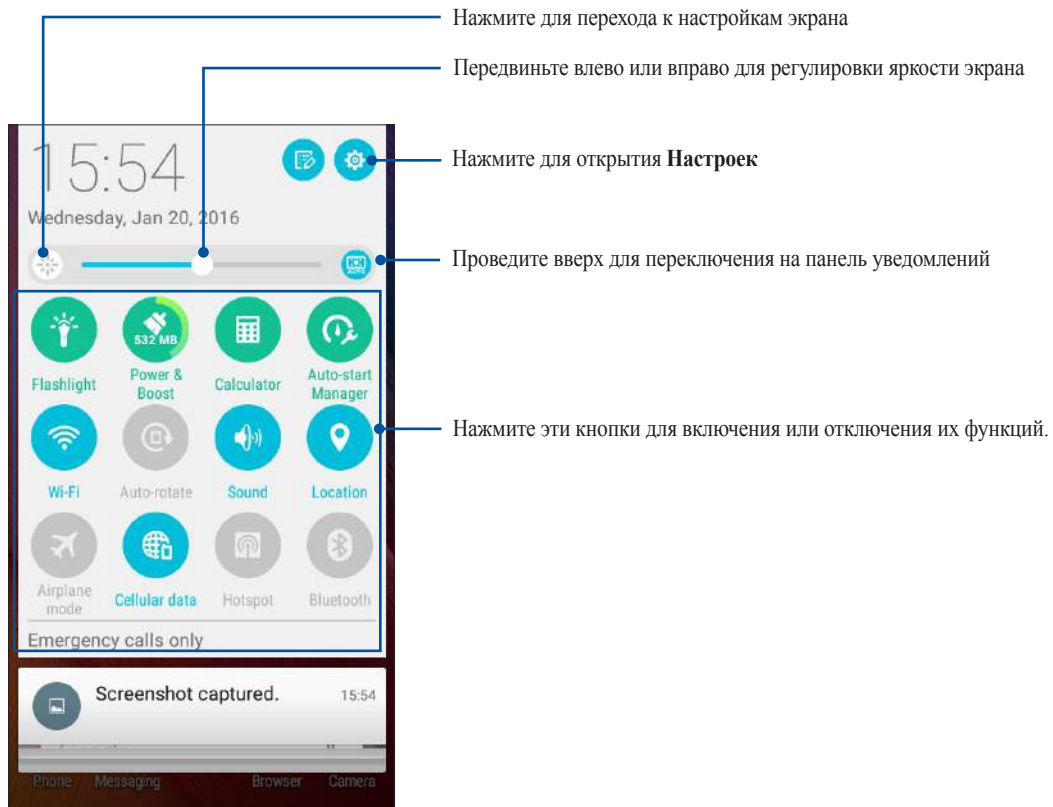 Нажмите для перехода к настройкам экрана
Передвиньте влево или вправо для регулировки яркости экрана
15:54
Нажмите для открытия Настроек
Wednesday, Jan 20, 2016
AUTO
Проведите вверх для переключения на панель уведомлений
532 MB
Flashlight
Power & Boost
Calculator
Auto-start Manager
Нажмите эти кнопки для включения или отключения их функций.
Wi-Fi
Auto-rotate
Sound
Location
Airplane mode
Cellular data
Hotspot
Bluetooth
Emergency calls only
Screenshot captured.
15:54
Phone
Messaging
Browser
Camera